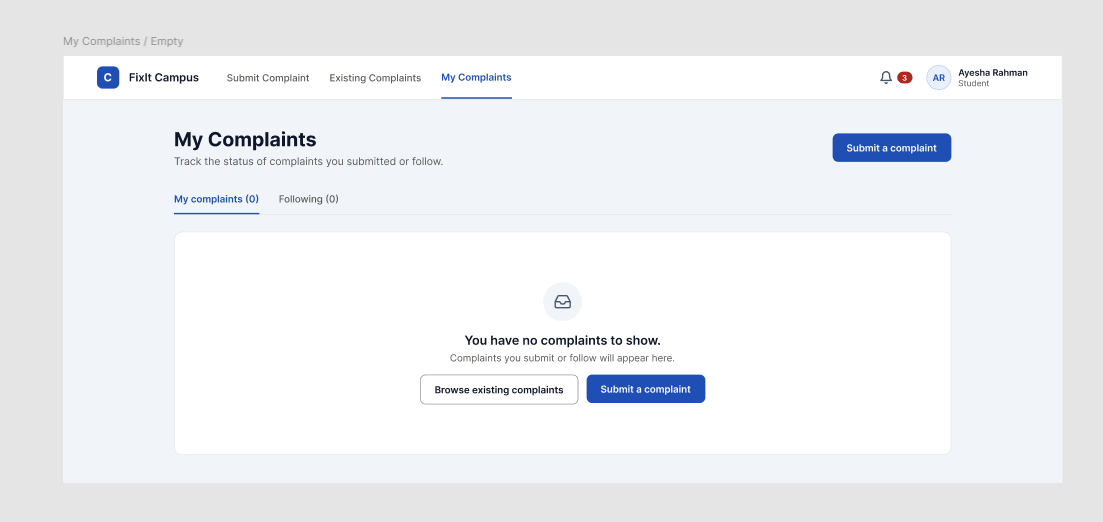 My Complaints / Empty
C
FixIt Campus
Submit Complaint
Existing Complaints
My Complaints
3
AR
Ayesha Rahman
Student
My Complaints
Track the status of complaints you submitted or follow.
Submit a complaint
My complaints (0)
Following (0)
You have no complaints to show.
Complaints you submit or follow will appear here.
Browse existing complaints
Submit a complaint